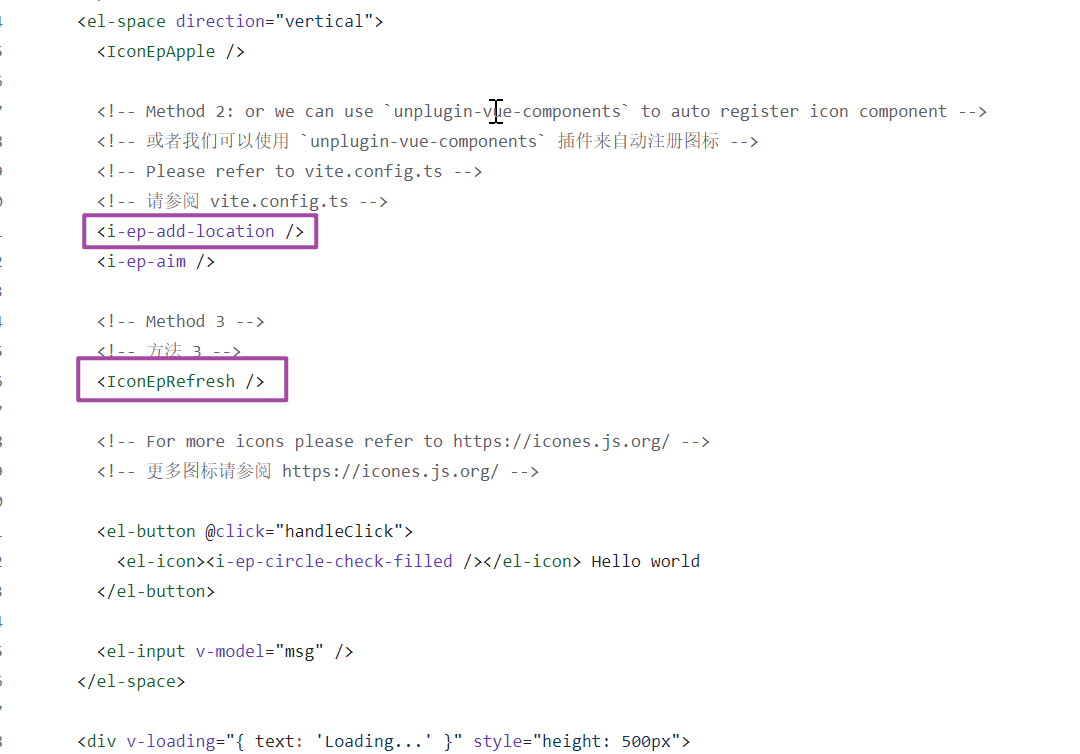 <el-space direction="vertical">
<IconEpApple />
<!-- Method 2: or we can use `unplugin-vue-components` to auto register icon component -->
<!-- 或者我们可以使用 `unplugin-vue-components` 插件来自动注册图标 -->
<!-- Please refer to vite.config.ts -->
<!-- 请参阅 vite.config.ts -->
<i-ep-add-location />
<i-ep-aim />
<!-- Method 3 -->
<!-- 方法 3 -->
<IconEpRefresh />
<!-- For more icons please refer to https://icones.js.org/ -->
<!-- 更多图标请参阅 https://icones.js.org/ -->
<el-button @click="handleClick">
<el-icon><i-ep-circle-check-filled /></el-icon> Hello world
</el-button>
<el-input v-model="msg" />
</el-space>
<div v-loading="{ text: 'Loading...' }" style="height: 500px">